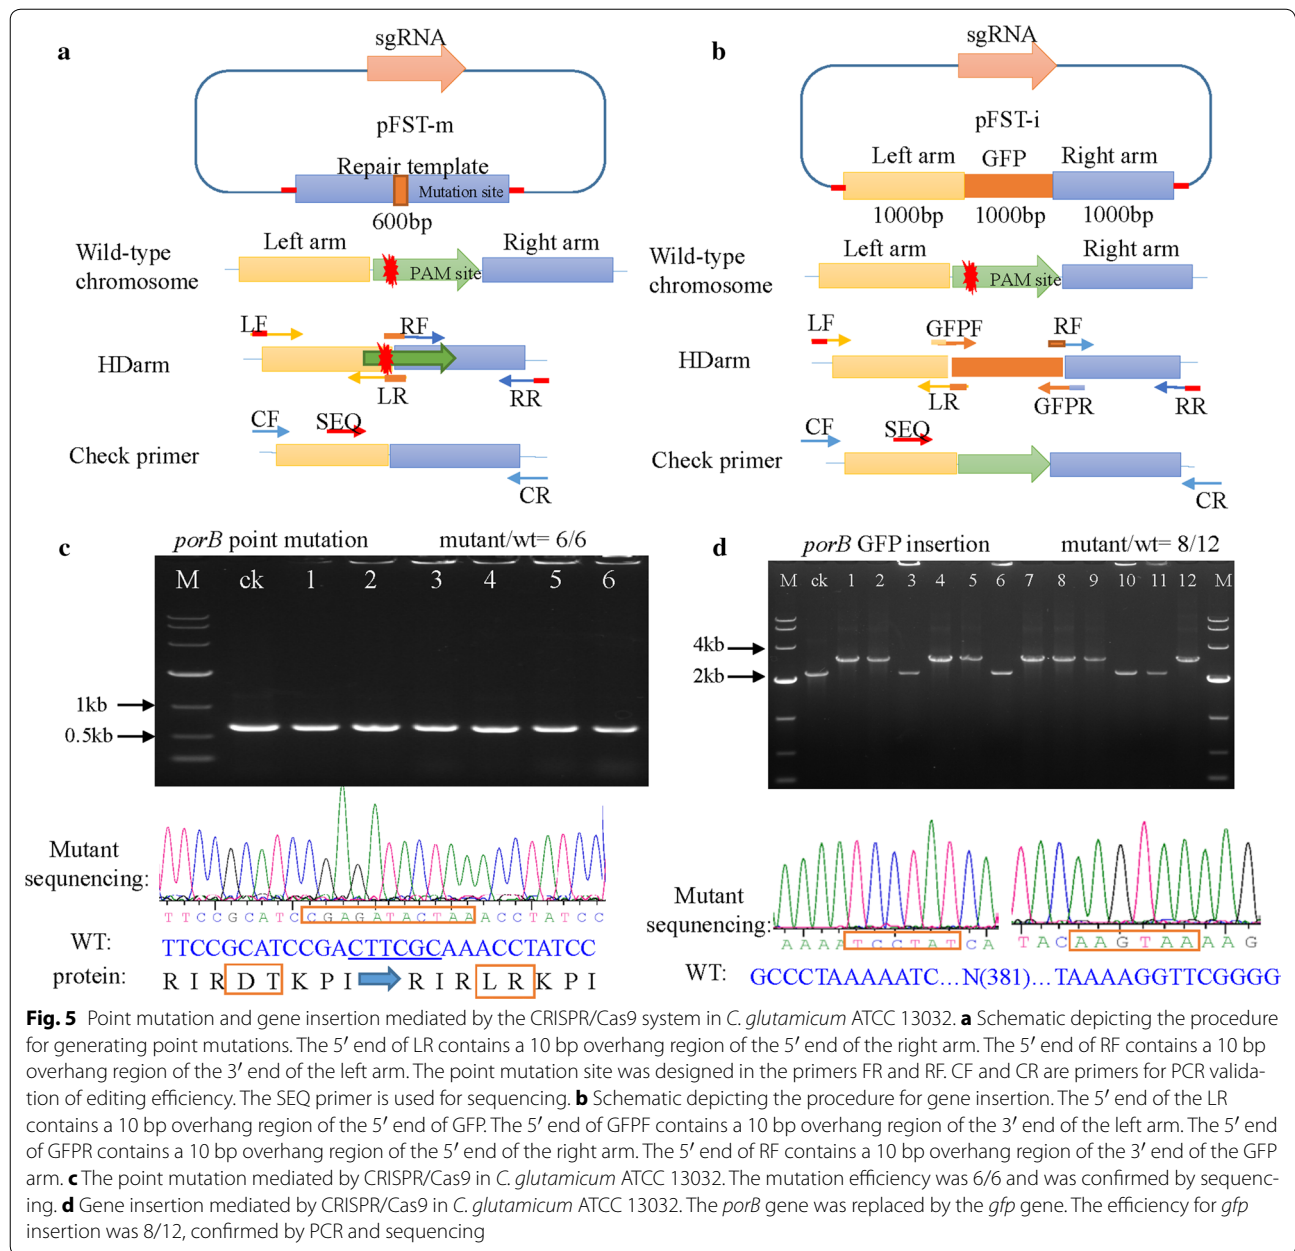 a
sgRNA
pFST-m
Repair template
Mutation site
600bp
Wild-type
chromosome
Left arm
PAM site
Right arm
HDarm
LF
RF
LR
RR
Check primer
CF
SEQ
CR
b
sgRNA
pFST-i
Left arm
GFP
Right arm
1000bp
1000bp
1000bp
Wild-type
chromosome
Left arm
PAM site
Right arm
HDarm
LF
GFPF
RF
LR
GFPR
RR
Check primer
CF
SEQ
CR
c
porB point mutation
mutant/wt= 6/6
M ck 1 2 3 4 5 6
1kb
0.5kb
Mutant
sequnencing:
TTCCGCATCCGAGATACTAAACCTATCC
WT:
TTCCGCATCCGACTTCGCAAACCTATCC
protein:
R I R D T K P I R I R L R K P I
d
porB GFP insertion
mutant/wt= 8/12
M ck 1 2 3 4 5 6 7 8 9 10 11 12 M
4kb
2kb
Mutant
sequnencing:
AAAATCCTATCA
TACAAGTAAAAG
WT:
GCCCTAAAAATC...N(381)...TAAAAGGTTCGGGG
Fig. 5 Point mutation and gene insertion mediated by the CRISPR/Cas9 system in C. glutamicum ATCC 13032. a Schematic depicting the procedure
for generating point mutations. The 5′ end of LR contains a 10 bp overhang region of the 5′ end of the right arm. The 5′ end of RF contains a 10 bp
overhang region of the 3′ end of the left arm. The point mutation site was designed in the primers FR and RF. CF and CR are primers for PCR valida-
tion of editing efficiency. The SEQ primer is used for sequencing. b Schematic depicting the procedure for gene insertion. The 5′ end of the LR
contains a 10 bp overhang region of the 5′ end of GFP. The 5′ end of GFPF contains a 10 bp overhang region of the 3′ end of the left arm. The 5′ end
of GFPR contains a 10 bp overhang region of the 5′ end of the right arm. The 5′ end of RF contains a 10 bp overhang region of the 3′ end of the GFP
arm. c The point mutation mediated by CRISPR/Cas9 in C. glutamicum ATCC 13032. The mutation efficiency was 6/6 and was confirmed by sequenc-
ing. d Gene insertion mediated by CRISPR/Cas9 in C. glutamicum ATCC 13032. The porB gene was replaced by the gfp gene. The efficiency for gfp
insertion was 8/12, confirmed by PCR and sequencing